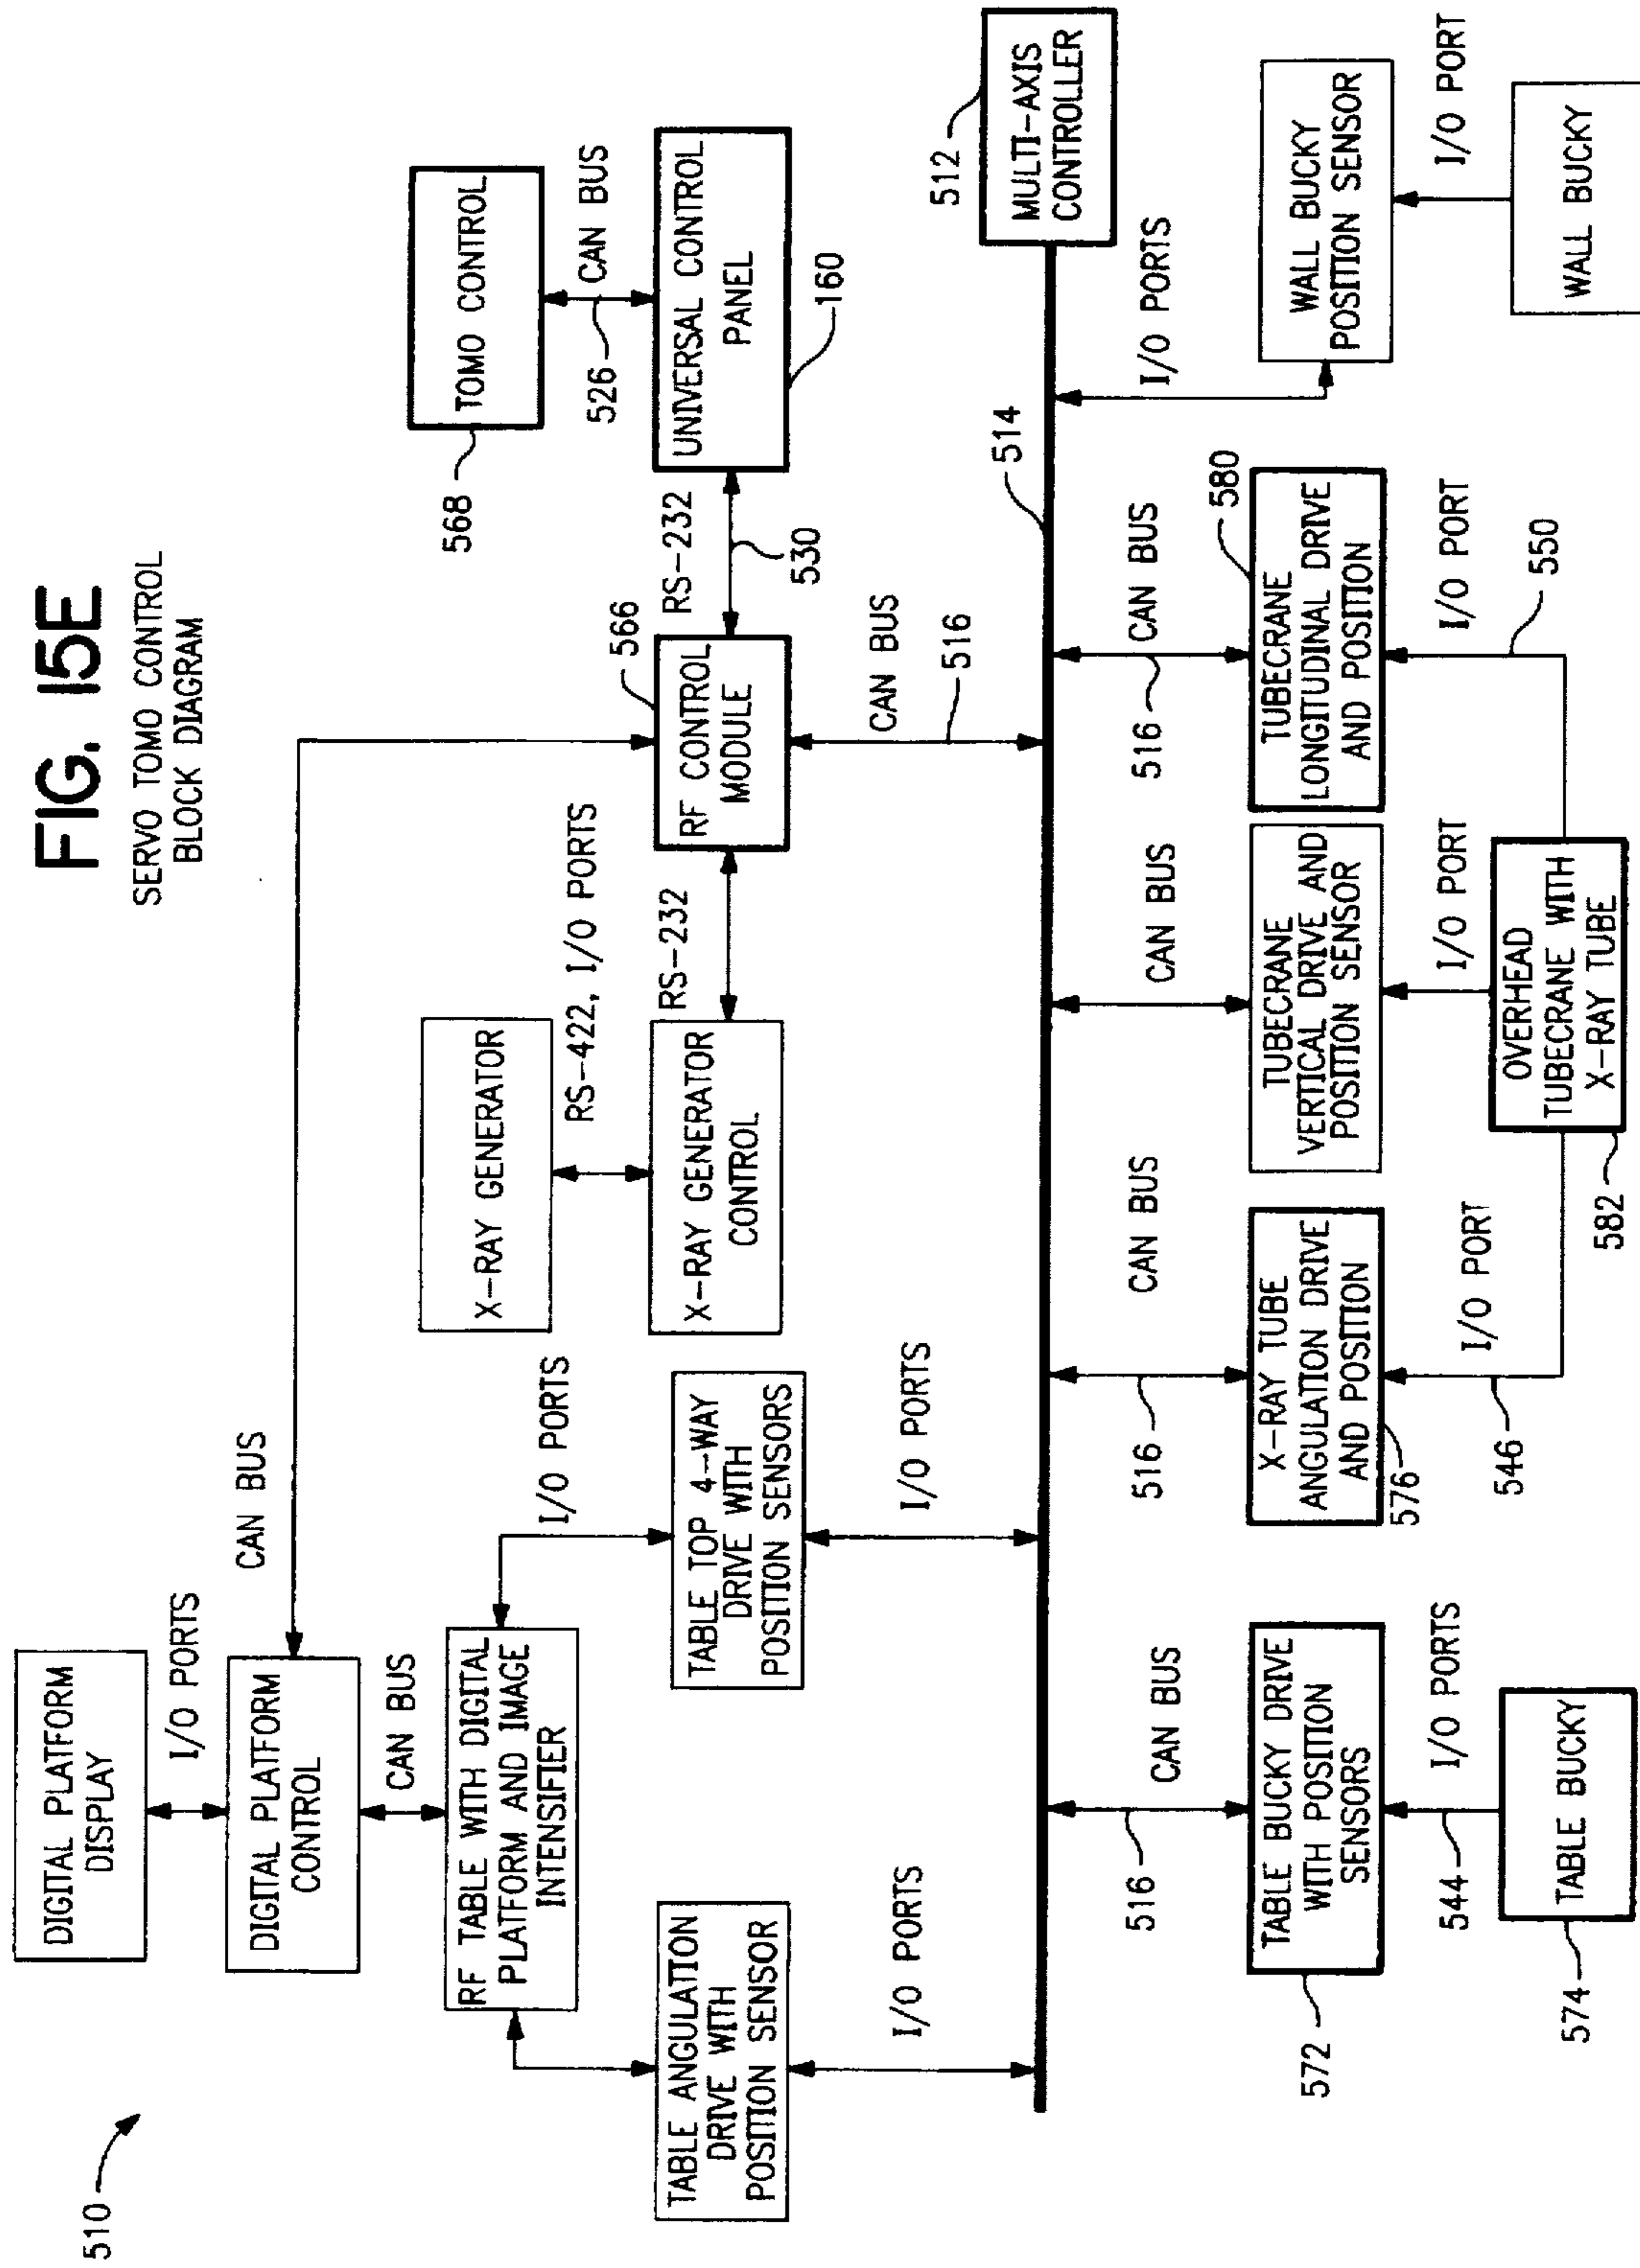 FIG. 15E
SERVO TOMO CONTROL
BLOCK DIAGRAM
510
DIGITAL PLATFORM
DISPLAY
I/O PORTS
DIGITAL PLATFORM
CONTROL
CAN BUS
CAN BUS
RF TABLE WITH DIGITAL
PLATFORM AND IMAGE
INTENSIFIER
I/O PORTS
TABLE ANGULATION
DRIVE WITH
POSITION SENSOR
I/O PORTS
TABLE TOP 4-WAY
DRIVE WITH
POSITION SENSORS
I/O PORTS
X-RAY GENERATOR
RS-422, I/O PORTS
X-RAY GENERATOR
CONTROL
RS-232
566
RF CONTROL
MODULE
CAN BUS
516
RS-232
530
568
TOMO CONTROL
526
CAN BUS
UNIVERSAL CONTROL
PANEL
160
512
MULTI-AXIS
CONTROLLER
514
516
CAN BUS
TABLE BUCKY DRIVE
WITH POSITION
SENSORS
572
544
I/O PORTS
TABLE BUCKY
574
516
CAN BUS
X-RAY TUBE
ANGULATION DRIVE
AND POSITION
576
546
I/O PORT
CAN BUS
TUBECRANE
VERTICAL DRIVE AND
POSITION SENSOR
I/O PORT
OVERHEAD
TUBECRANE WITH
X-RAY TUBE
582
516
CAN BUS
580
TUBECRANE
LONGITUDINAL DRIVE
AND POSITION
I/O PORT
550
I/O PORTS
WALL BUCKY
POSITION SENSOR
I/O PORT
WALL BUCKY